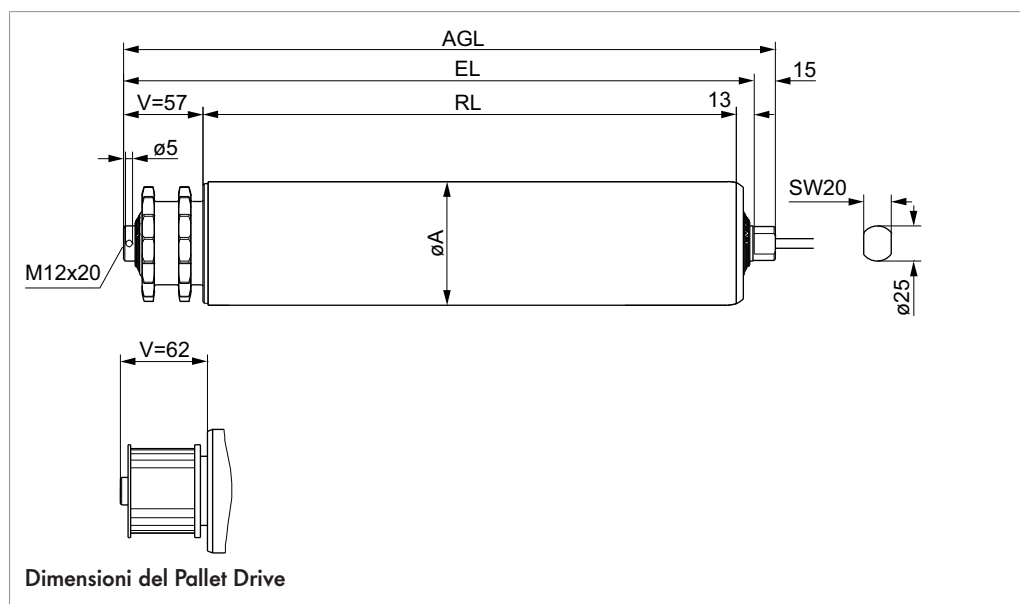 AGL
EL
15
V=57
RL
13
ø5
SW20
øA
M12x20
ø25
V=62
Dimensioni del Pallet Drive